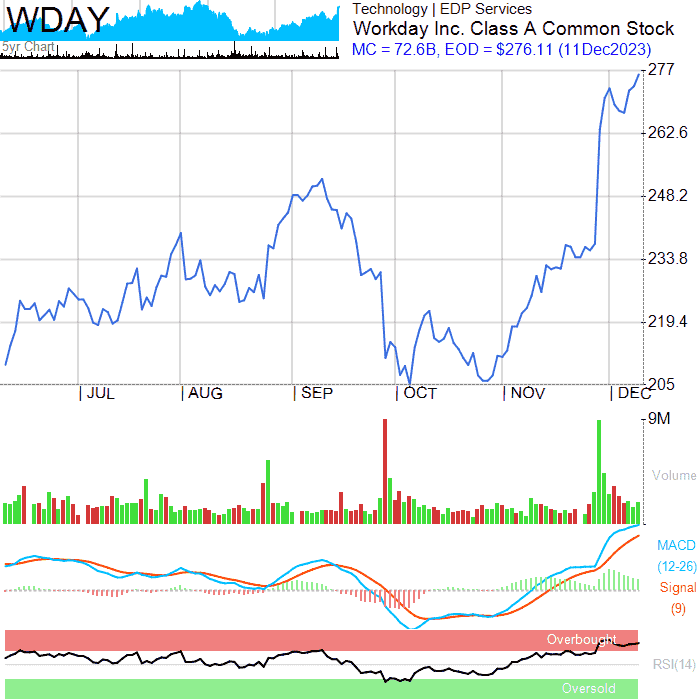 WDAY
5yr Chart
Technology | EDP Services
Workday Inc. Class A Common Stock
MC = 72.6B, EOD = $276.11 (11Dec2023)
277
262.6
248.2
233.8
219.4
205
JUL
AUG
SEP
OCT
NOV
DEC
9M
Volume
MACD
(12-26)
Signal
(9)
Overbought
RSI(14)
Oversold